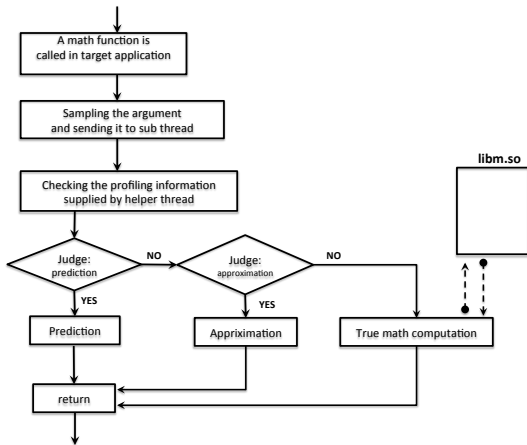 A math function is
called in target application
Sampling the argument
and sending it to sub thread
Checking the profiling information
supplied by helper thread
libm.so
Judge:
prediction
NO
Judge:
approximation
NO
YES
YES
Prediction
Appriximation
True math computation
return